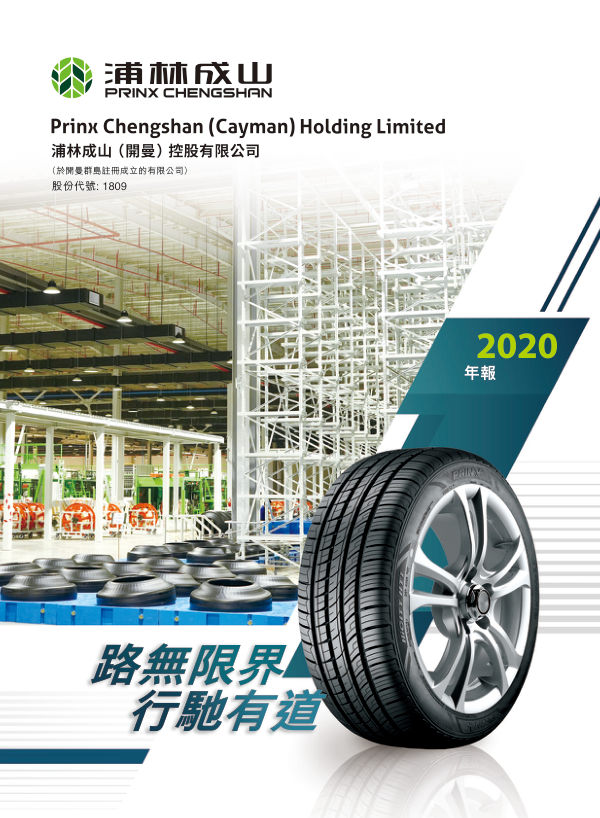 浦林成山
PRINX CHENGSHAN
Prinx Chengshan (Cayman) Holding Limited
浦林成山（開曼）控股有限公司
（於開曼群島註冊成立的有限公司）
股份代號: 1809
2020
年報
PRINX
路無限界
行馳有道